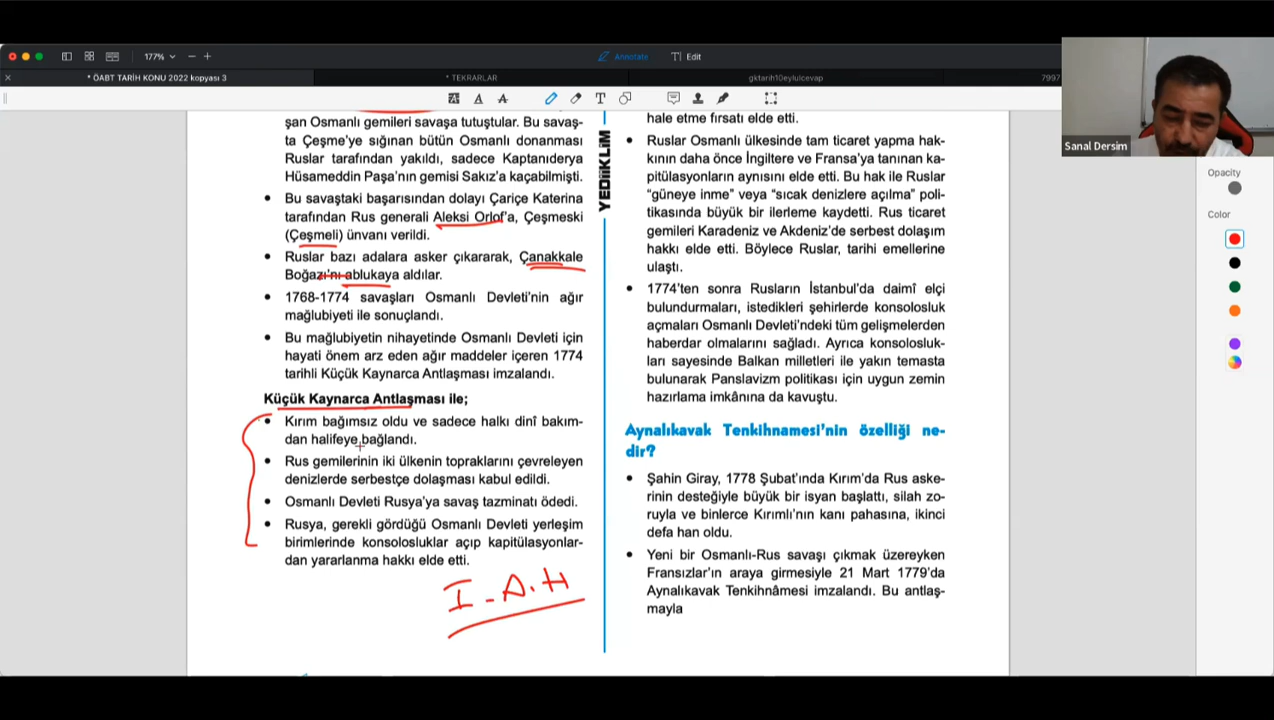 177%
Annotate
Edit
* ÖABT TARİH KONU 2022 kopyası 3
* TEKRARLAR
gktarih10eylulcevap
7997
Sanal Dersim
Opacity
Color
şan Osmanlı gemileri savaşa tutuştular. Bu savaş-
ta Çeşme'ye sığınan bütün Osmanlı donanması
Ruslar tarafından yakıldı, sadece Kaptanıderya
Hüsameddin Paşa'nın gemisi Sakız'a kaçabilmişti.
• Bu savaştaki başarısından dolayı Çariçe Katerina
tarafından Rus generali Aleksi Orlof'a, Çeşmeski
(Çeşmeli) ünvanı verildi.
• Ruslar bazı adalara asker çıkararak, Çanakkale
Boğazı'nı ablukaya aldılar.
• 1768-1774 savaşları Osmanlı Devleti'nin ağır
mağlubiyeti ile sonuçlandı.
• Bu mağlubiyetin nihayetinde Osmanlı Devleti için
hayati önem arz eden ağır maddeler içeren 1774
tarihli Küçük Kaynarca Antlaşması imzalandı.
Küçük Kaynarca Antlaşması ile;
• Kırım bağımsız oldu ve sadece halkı dinî bakım-
dan halifeye bağlandı.
• Rus gemilerinin iki ülkenin topraklarını çevreleyen
denizlerde serbestçe dolaşması kabul edildi.
• Osmanlı Devleti Rusya'ya savaş tazminatı ödedi.
• Rusya, gerekli gördüğü Osmanlı Devleti yerleşim
birimlerinde konsolosluklar açıp kapitülasyonlar-
dan yararlanma hakkı elde etti.
I-A.H
YEDİİKLİM
hale etme fırsatı elde etti.
• Ruslar Osmanlı ülkesinde tam ticaret yapma hak-
kının daha önce İngiltere ve Fransa'ya tanınan ka-
pitülasyonların aynısını elde etti. Bu hak ile Ruslar
“güneye inme” veya “sıcak denizlere açılma” poli-
tikasında büyük bir ilerleme kaydetti. Rus ticaret
gemileri Karadeniz ve Akdeniz'de serbest dolaşım
hakkı elde etti. Böylece Ruslar, tarihi emellerine
ulaştı.
• 1774'ten sonra Rusların İstanbul'da daimî elçi
bulundurmaları, istedikleri şehirlerde konsolosluk
açmaları Osmanlı Devleti'ndeki tüm gelişmelerden
haberdar olmalarını sağladı. Ayrıca konsolosluk-
ları sayesinde Balkan milletleri ile yakın temasta
bulunarak Panslavizm politikası için uygun zemin
hazırlama imkânına da kavuştu.
Aynalıkavak Tenkihnamesi'nin özelliği ne-
dir?
• Şahin Giray, 1778 Şubat'ında Kırım'da Rus aske-
rinin desteğiyle büyük bir isyan başlattı, silah zo-
ruyla ve binlerce Kırımlı'nın kanı pahasına, ikinci
defa han oldu.
• Yeni bir Osmanlı-Rus savaşı çıkmak üzereyken
Fransızlar'ın araya girmesiyle 21 Mart 1779'da
Aynalıkavak Tenkihnâmesi imzalandı. Bu antlaş-
mayla